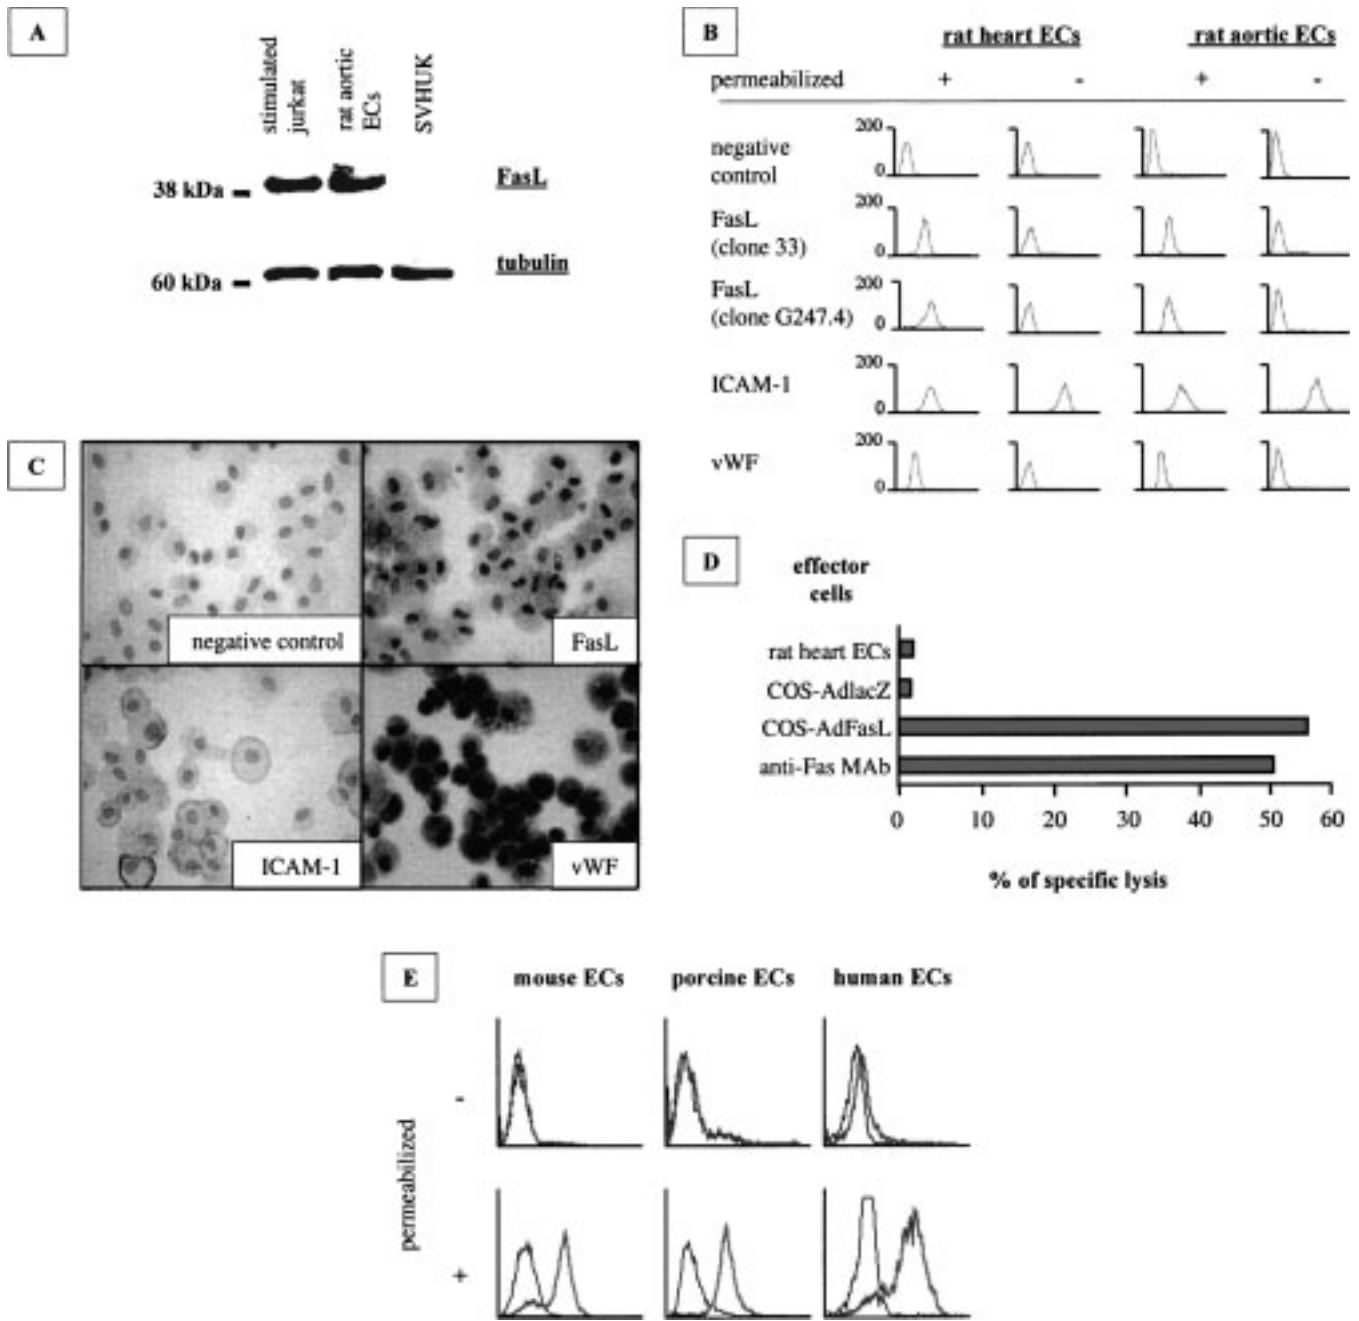 A
stimulated
jurkat
rat aortic
ECs
SVHUK
38 kDa
FasL
60 kDa
tubulin
B
rat heart ECs
rat aortic ECs
permeabilized
+ - + -
negative
control
200
0
FasL
(clone 33)
200
0
FasL
(clone G247.4)
200
0
ICAM-1
200
0
vWF
200
0
C
negative control
FasL
ICAM-1
vWF
D
effector
cells
rat heart ECs
COS-AdlacZ
COS-AdFasL
anti-Fas MAb
0 10 20 30 40 50 60
% of specific lysis
E
mouse ECs
porcine ECs
human ECs
permeabilized
-
+